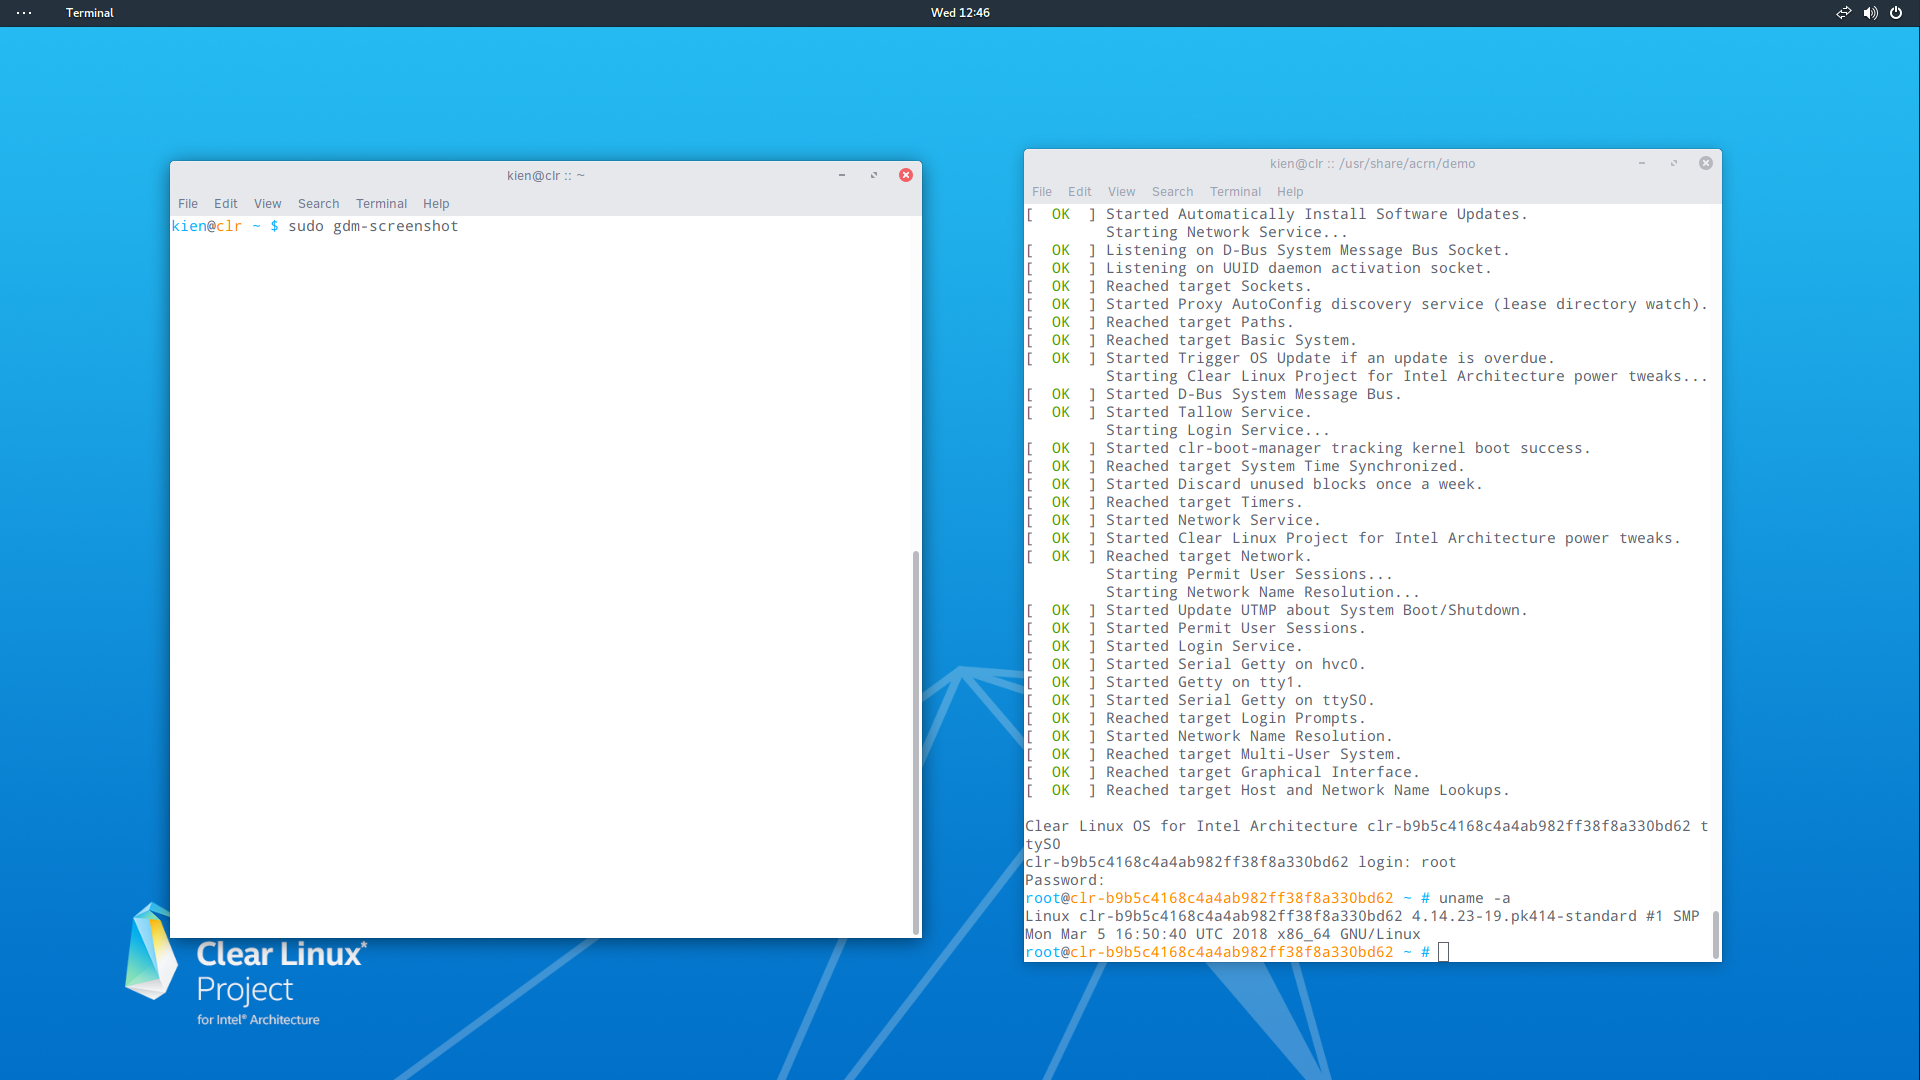 Terminal
Wed 12:46
kien@clr :: ~
File Edit View Search Terminal Help
kien@clr ~ $ sudo gdm-screenshot
kien@clr :: /usr/share/acrn/demo
File Edit View Search Terminal Help
[  OK  ] Started Automatically Install Software Updates.
         Starting Network Service...
[  OK  ] Listening on D-Bus System Message Bus Socket.
[  OK  ] Listening on UUID daemon activation socket.
[  OK  ] Reached target Sockets.
[  OK  ] Started Proxy AutoConfig discovery service (lease directory watch).
[  OK  ] Reached target Paths.
[  OK  ] Reached target Basic System.
[  OK  ] Started Trigger OS Update if an update is overdue.
         Starting Clear Linux Project for Intel Architecture power tweaks...
[  OK  ] Started D-Bus System Message Bus.
[  OK  ] Started Tallow Service.
         Starting Login Service...
[  OK  ] Started clr-boot-manager tracking kernel boot success.
[  OK  ] Reached target System Time Synchronized.
[  OK  ] Started Discard unused blocks once a week.
[  OK  ] Reached target Timers.
[  OK  ] Started Network Service.
[  OK  ] Started Clear Linux Project for Intel Architecture power tweaks.
[  OK  ] Reached target Network.
         Starting Permit User Sessions...
         Starting Network Name Resolution...
[  OK  ] Started Update UTMP about System Boot/Shutdown.
[  OK  ] Started Permit User Sessions.
[  OK  ] Started Login Service.
[  OK  ] Started Serial Getty on hvc0.
[  OK  ] Started Getty on tty1.
[  OK  ] Started Serial Getty on ttyS0.
[  OK  ] Reached target Login Prompts.
[  OK  ] Started Network Name Resolution.
[  OK  ] Reached target Multi-User System.
[  OK  ] Reached target Graphical Interface.
[  OK  ] Reached target Host and Network Name Lookups.
Clear Linux OS for Intel Architecture clr-b9b5c4168c4a4ab982ff38f8a330bd62 t
tyS0
clr-b9b5c4168c4a4ab982ff38f8a330bd62 login: root
Password:
root@clr-b9b5c4168c4a4ab982ff38f8a330bd62 ~ # uname -a
Linux clr-b9b5c4168c4a4ab982ff38f8a330bd62 4.14.23-19.pk414-standard #1 SMP
Mon Mar 5 16:50:40 UTC 2018 x86_64 GNU/Linux
root@clr-b9b5c4168c4a4ab982ff38f8a330bd62 ~ #
Clear Linux*
Project
for Intel® Architecture